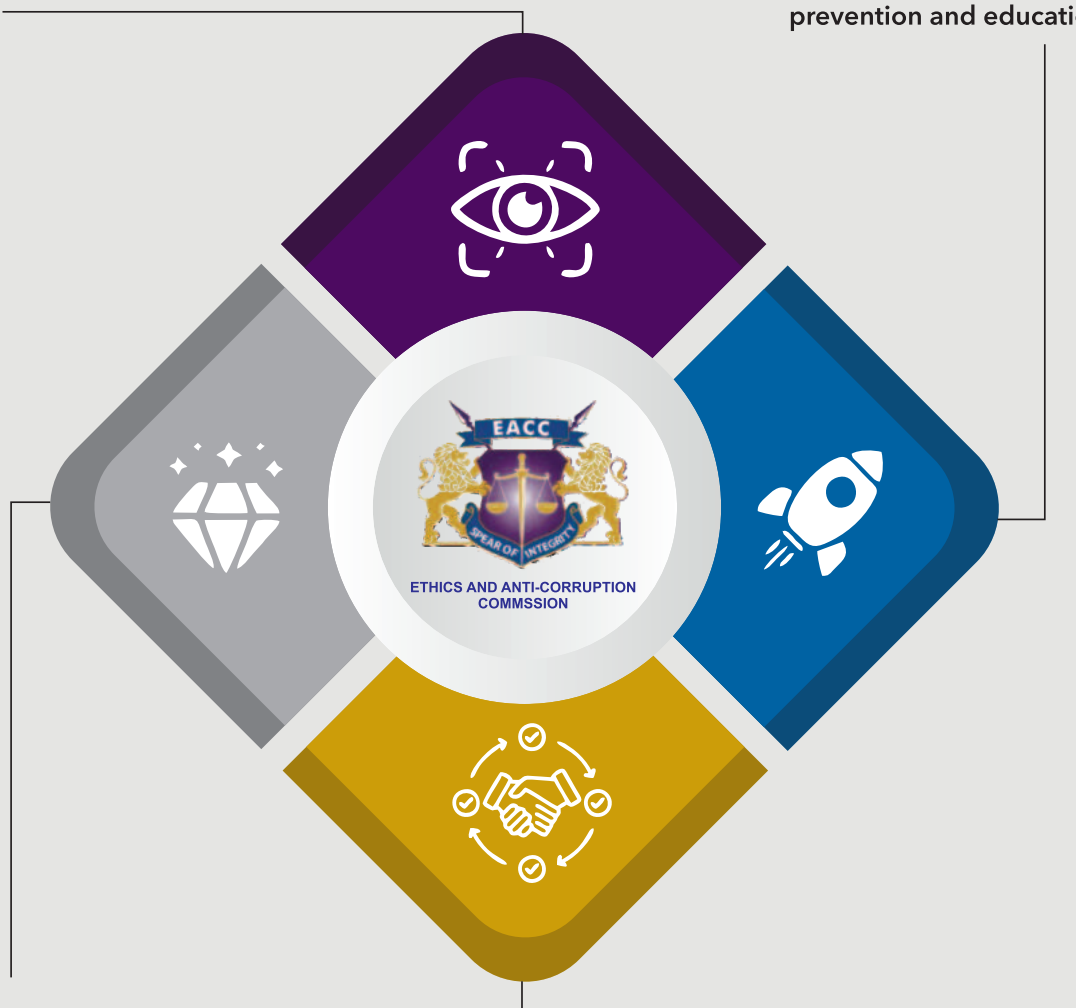 prevention and educati
EACC
SPEAR OF INTEGRITY
ETHICS AND ANTI-CORRUPTION
COMMSSION